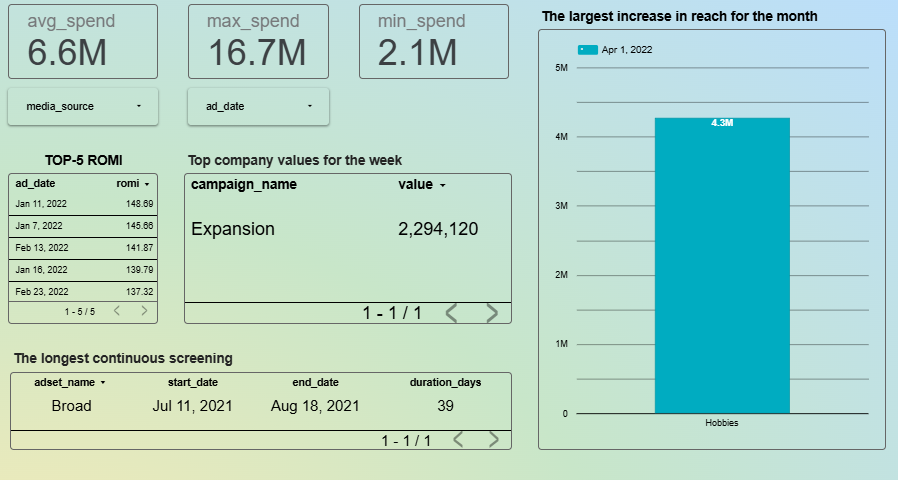 avg_spend
6.6M
max_spend
16.7M
min_spend
2.1M
media_source
ad_date
TOP-5 ROMI
ad_date romi
Jan 11, 2022 148.69
Jan 7, 2022 145.66
Feb 13, 2022 141.87
Jan 16, 2022 139.79
Feb 23, 2022 137.32
1 - 5 / 5
Top company values for the week
campaign_name value
Expansion 2,294,120
1 - 1 / 1
The longest continuous screening
adset_name start_date end_date duration_days
Broad Jul 11, 2021 Aug 18, 2021 39
1 - 1 / 1
The largest increase in reach for the month
Apr 1, 2022
5M
4M
3M
2M
1M
0
4.3M
Hobbies